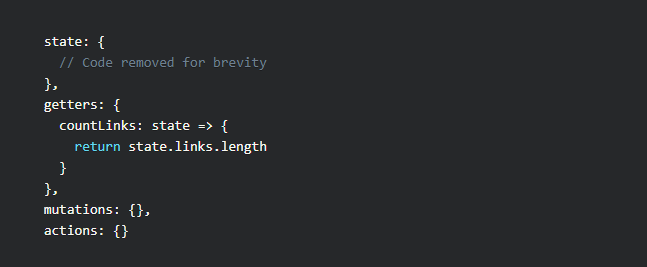 state: {
// Code removed for brevity
},
getters: {
countLinks: state => {
return state.links.length
}
},
mutations: {},
actions: {}